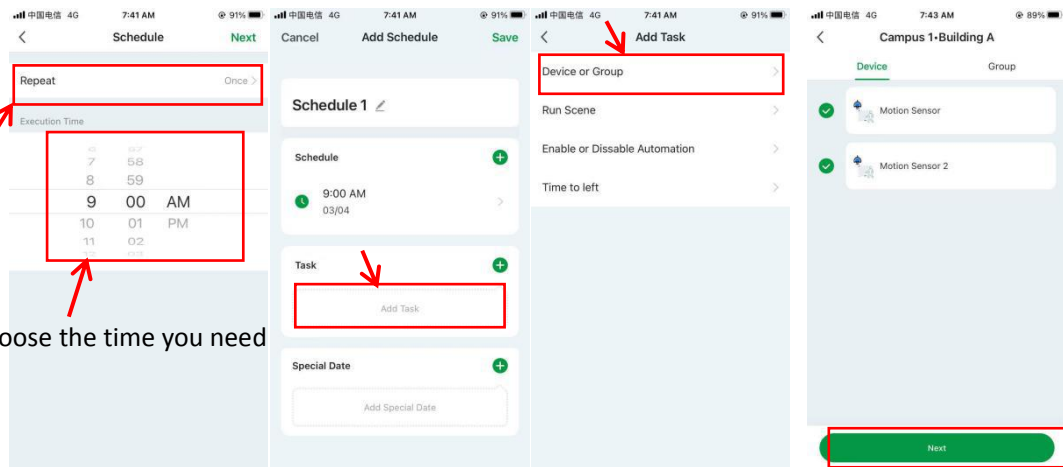 中国电信 4G 7:41 AM 91%
Schedule Next
Repeat Once
Execution Time
7 58
8 59
9 00 AM
10 01 PM
11 02
oose the time you need
中国电信 4G 7:41 AM 91%
Cancel Add Schedule Save
Schedule 1
Schedule
9:00 AM
03/04
Task
Add Task
Special Date
Add Special Date
中国电信 4G 7:41 AM 91%
Add Task
Device or Group
Run Scene
Enable or Dissable Automation
Time to left
中国电信 4G 7:43 AM 89%
Campus 1•Building A
Device Group
Motion Sensor
Motion Sensor 2
Next